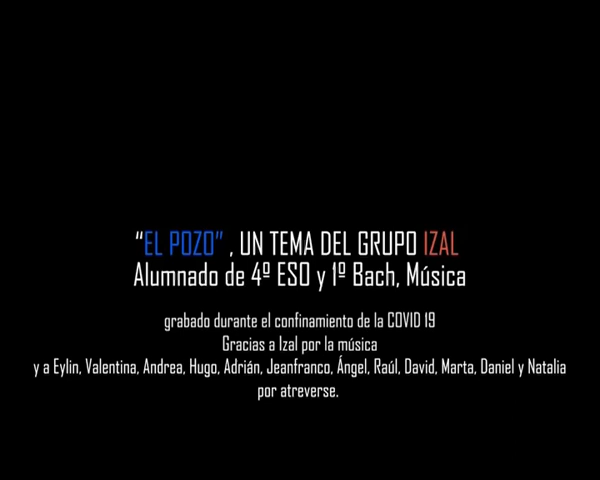 “EL POZO” , UN TEMA DEL GRUPO IZAL
Alumnado de 4º ESO y 1º Bach, Música
grabado durante el confinamiento de la COVID 19
Gracias a Izal por la música
y a Eylin, Valentina, Andrea, Hugo, Adrián, Jeanfranco, Ángel, Raúl, David, Marta, Daniel y Natalia
por atreverse.